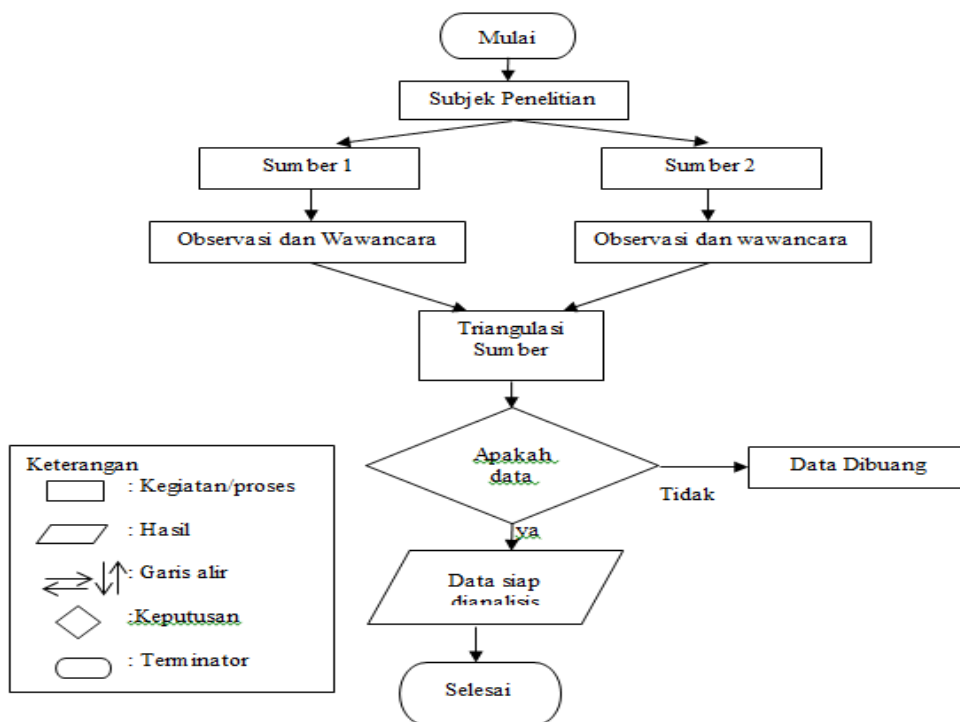 Mulai
Subjek Penelitian
Sumber 1
Sumber 2
Observasi dan Wawancara
Observasi dan wawancara
Triangulasi
Sumber
Apakah
data
Data Dibuang
Tidak
ya
Data siap
dianalisis
Selesai
Keterangan
: Kegiatan/proses
: Hasil
: Garis alir
:Keputusan
: Terminator